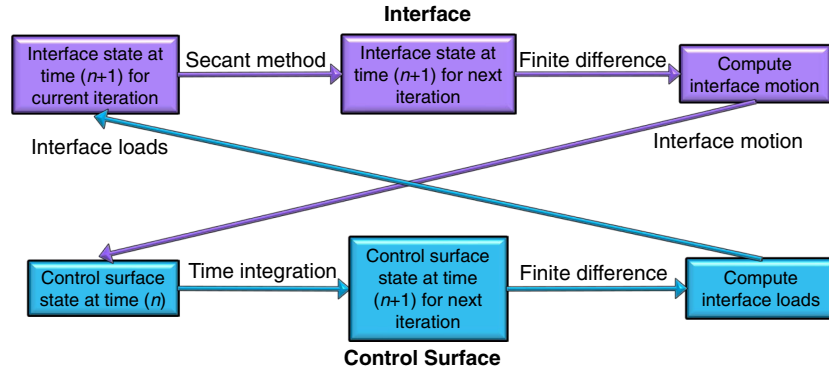 Interface
Interface state at
time (n+1) for
current iteration
Secant method
Interface state at
time (n+1) for next
iteration
Finite difference
Compute
interface motion
Interface loads
Interface motion
Control surface
state at time (n)
Time integration
Control surface
state at time
(n+1) for next
iteration
Finite difference
Compute
interface loads
Control Surface